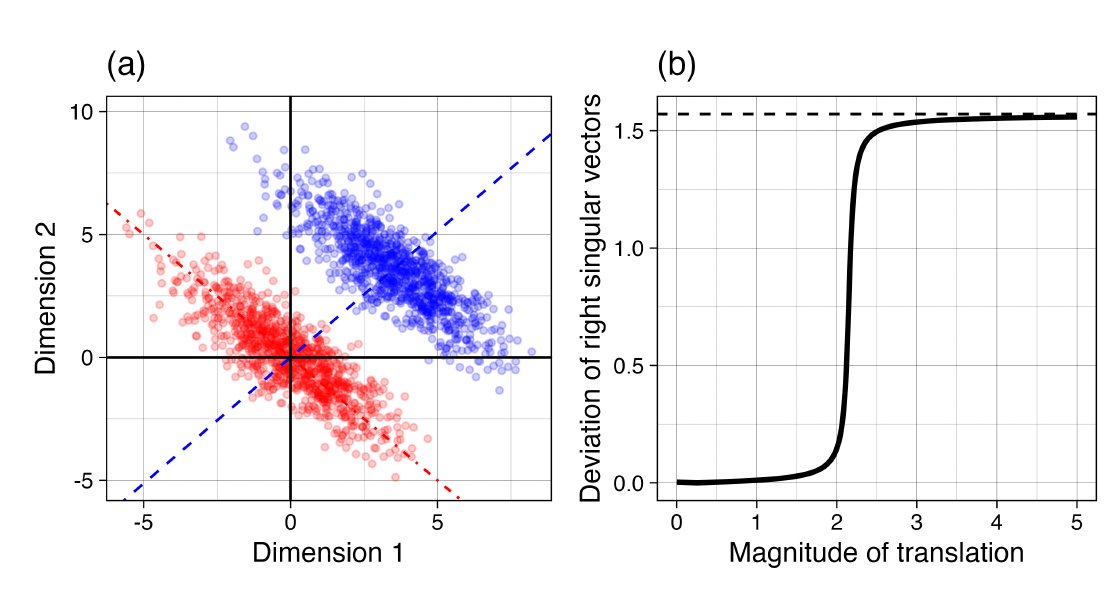 (a)
10
5
0
-5
Dimension 2
-5
0
5
Dimension 1
(b)
1.5
1.0
0.5
0.0
Deviation of right singular vectors
0
1
2
3
4
5
Magnitude of translation